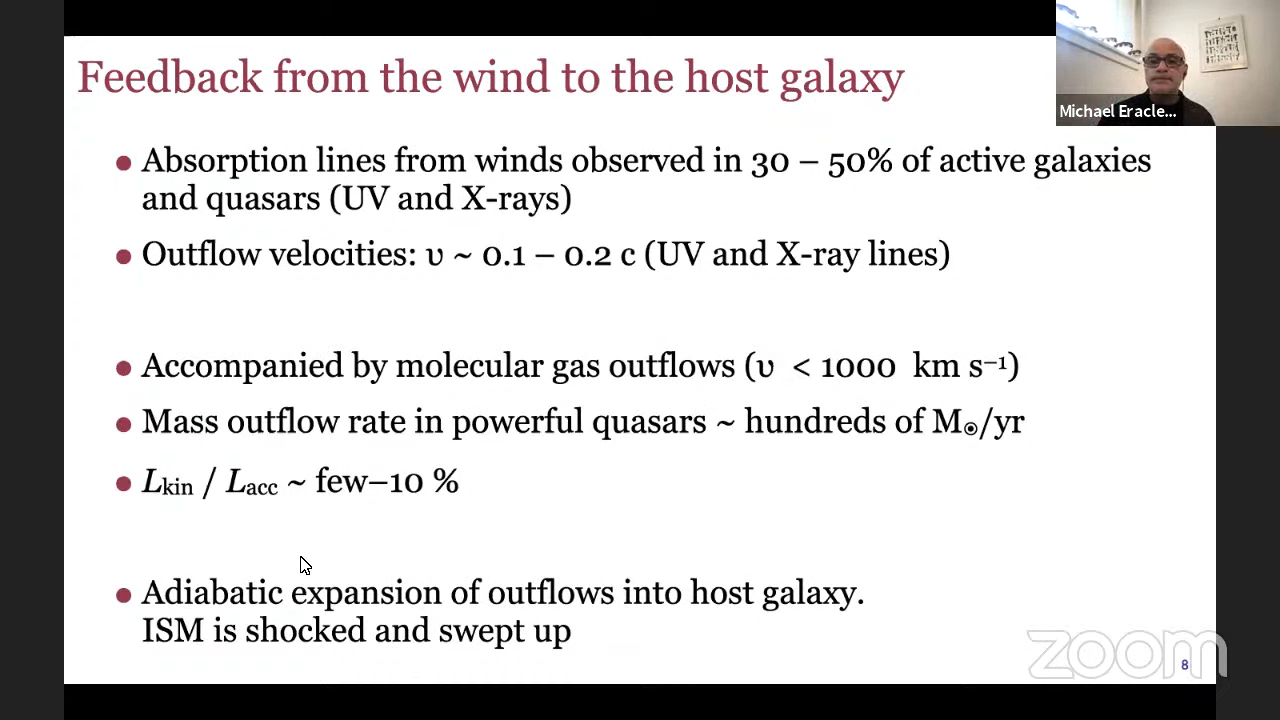 Feedback from the wind to the host galaxy
Michael Eracle...
• Absorption lines from winds observed in 30 – 50% of active galaxies
and quasars (UV and X-rays)
• Outflow velocities: υ ~ 0.1 – 0.2 c (UV and X-ray lines)
• Accompanied by molecular gas outflows (υ < 1000 km s⁻¹)
• Mass outflow rate in powerful quasars ~ hundreds of M⊙/yr
• Lkin / Lacc ~ few–10 %
• Adiabatic expansion of outflows into host galaxy.
ISM is shocked and swept up
zoom
8